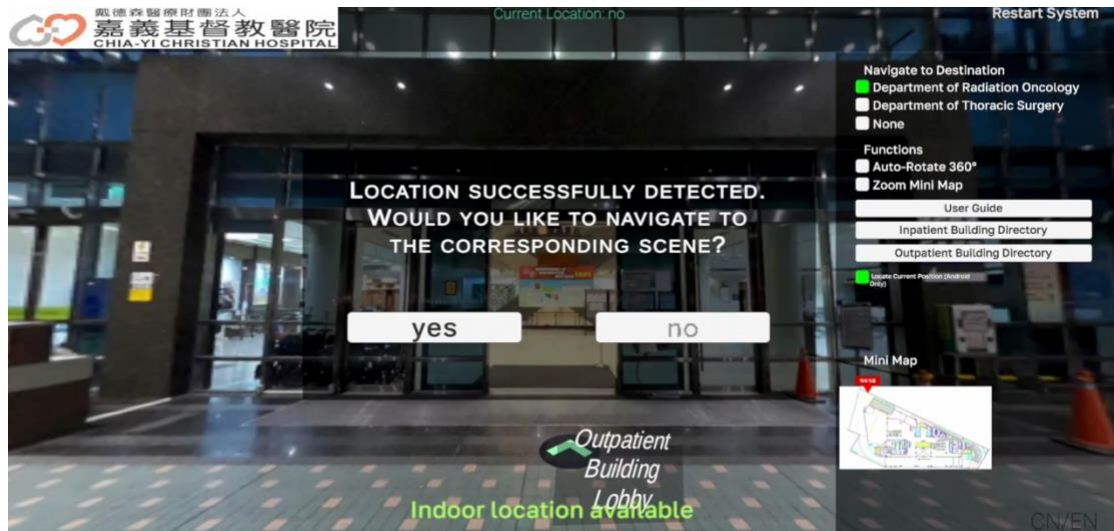 戴德森醫療財團法人
嘉義基督教醫院
CHIA-YI CHRISTIAN HOSPITAL
Current Location: no
Restart System
Navigate to Destination
Department of Radiation Oncology
Department of Thoracic Surgery
None
Functions
Auto-Rotate 360°
Zoom Mini Map
User Guide
Inpatient Building Directory
Outpatient Building Directory
Locate Current Position (Android
Only)
LOCATION SUCCESSFULLY DETECTED.
WOULD YOU LIKE TO NAVIGATE TO
THE CORRESPONDING SCENE?
yes
no
Mini Map
Outpatient
Building
Lobby
Indoor location available
CN/EN